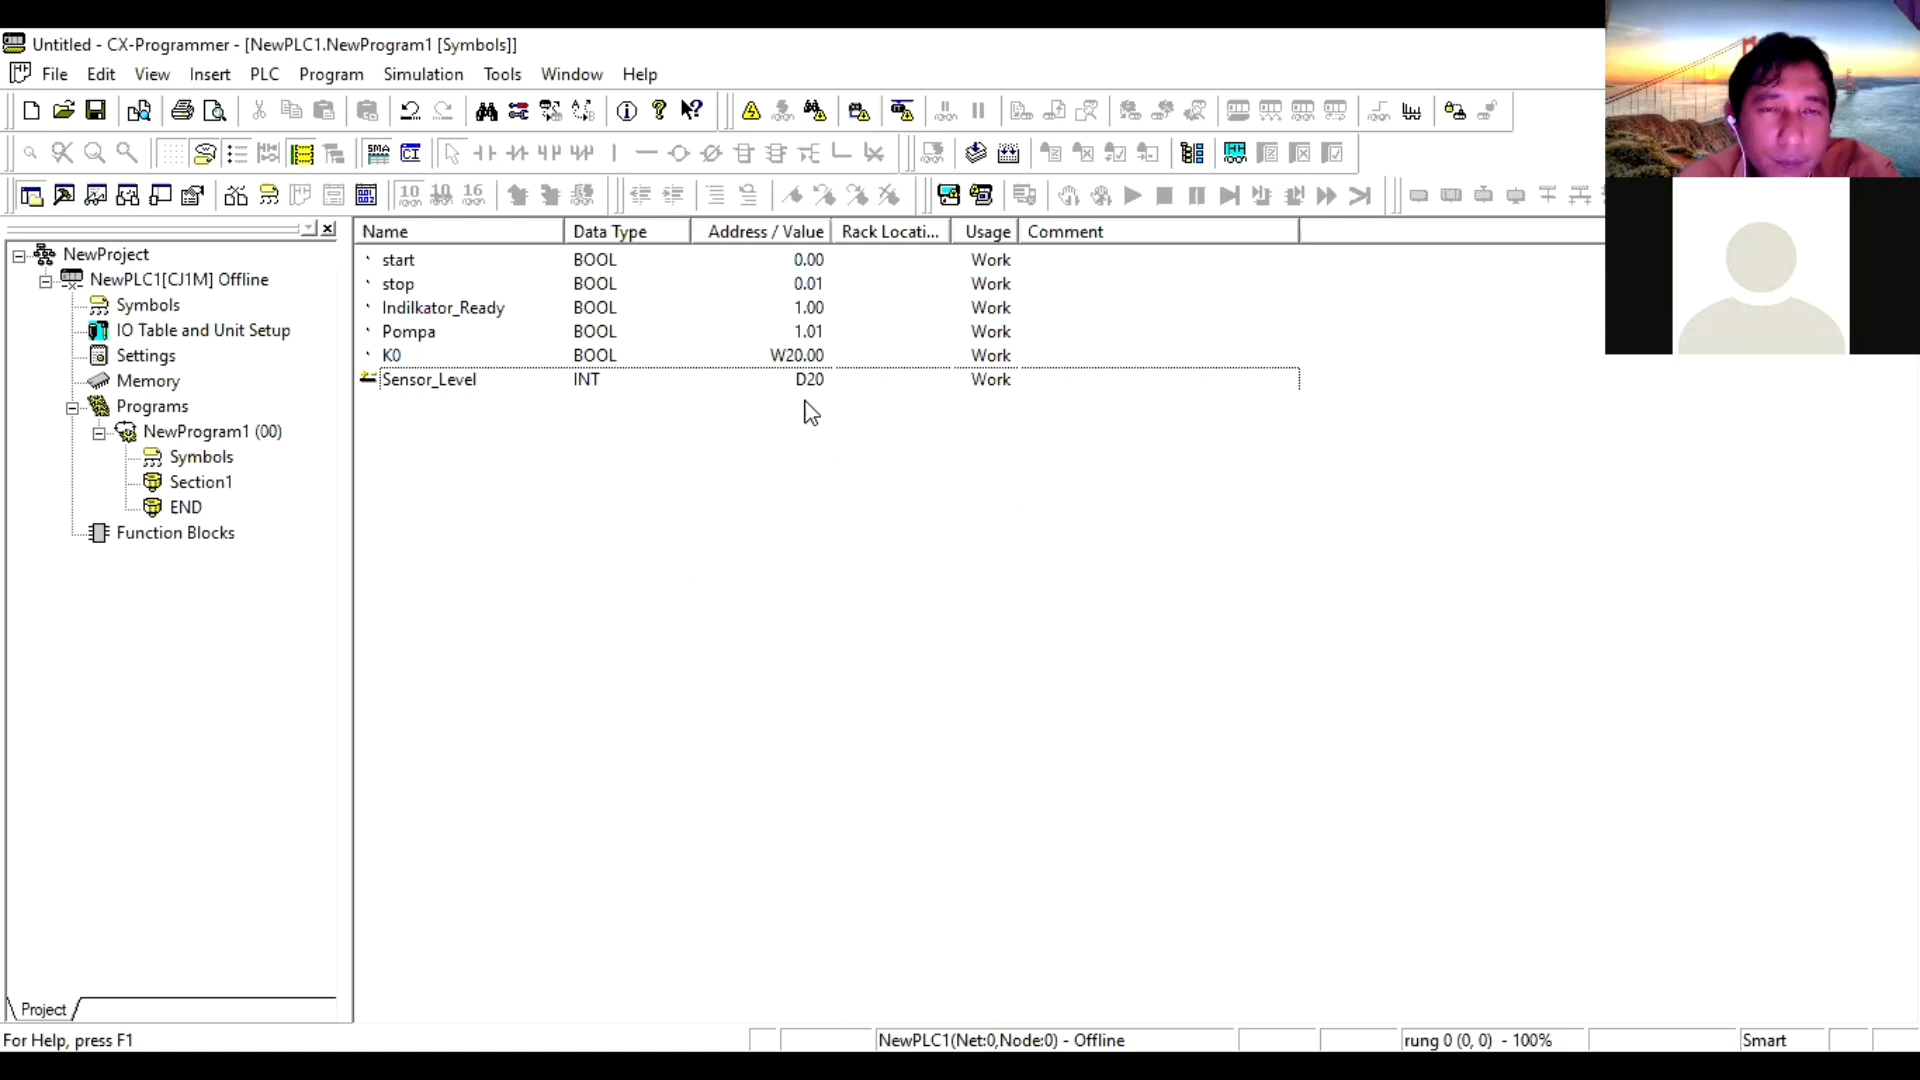 Untitled - CX-Programmer - [NewPLC1.NewProgram1 [Symbols]]
File Edit View Insert PLC Program Simulation Tools Window Help
SMA CI
10 16
Name Data Type Address / Value Rack Locati... Usage Comment
start BOOL 0.00 Work
stop BOOL 0.01 Work
Indilkator_Ready BOOL 1.00 Work
Pompa BOOL 1.01 Work
K0 BOOL W20.00 Work
Sensor_Level INT D20 Work
NewProject
NewPLC1[CJ1M] Offline
Symbols
IO Table and Unit Setup
Settings
Memory
Programs
NewProgram1 (00)
Symbols
Section1
END
Function Blocks
Project
For Help, press F1
NewPLC1(Net:0,Node:0) - Offline
rung 0 (0, 0) - 100%
Smart